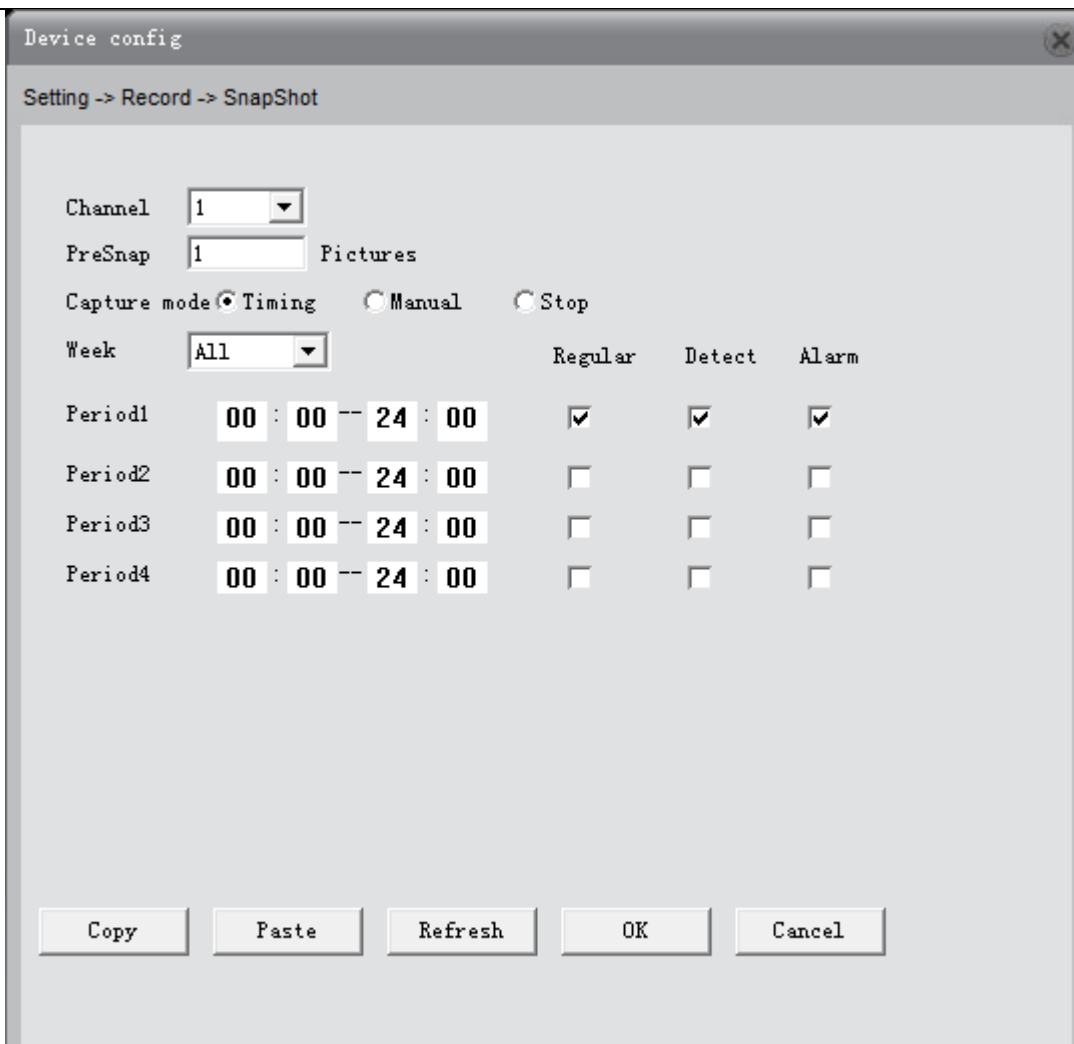 Device config
Setting -> Record -> SnapShot
Channel 1
PreSnap 1 Pictures
Capture mode Timing Manual Stop
Week All Regular Detect Alarm
Period1 00 : 00 -- 24 : 00
Period2 00 : 00 -- 24 : 00
Period3 00 : 00 -- 24 : 00
Period4 00 : 00 -- 24 : 00
Copy Paste Refresh OK Cancel